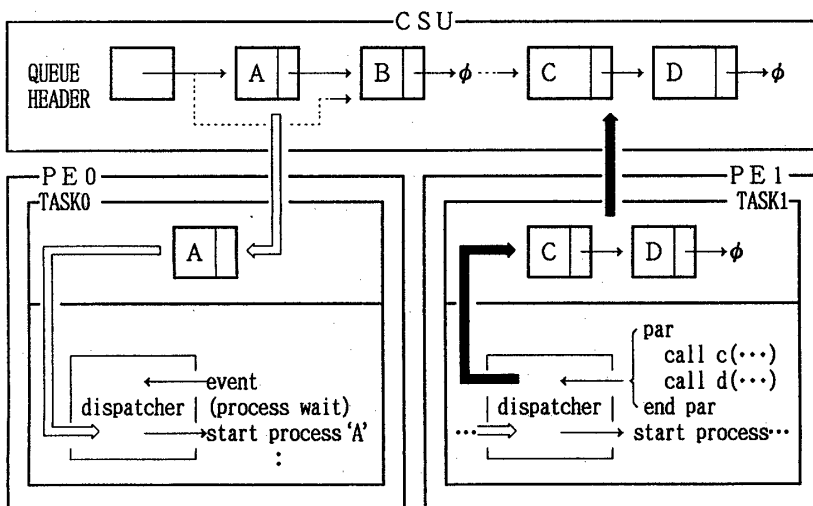 CSU
QUEUE
HEADER
A
B
φ
C
D
φ
PE0
TASK0
A
event
dispatcher
(process wait)
start process 'A'
:
PE1
TASK1
C
D
φ
par
call c(···)
call d(···)
end par
dispatcher
···
start process···